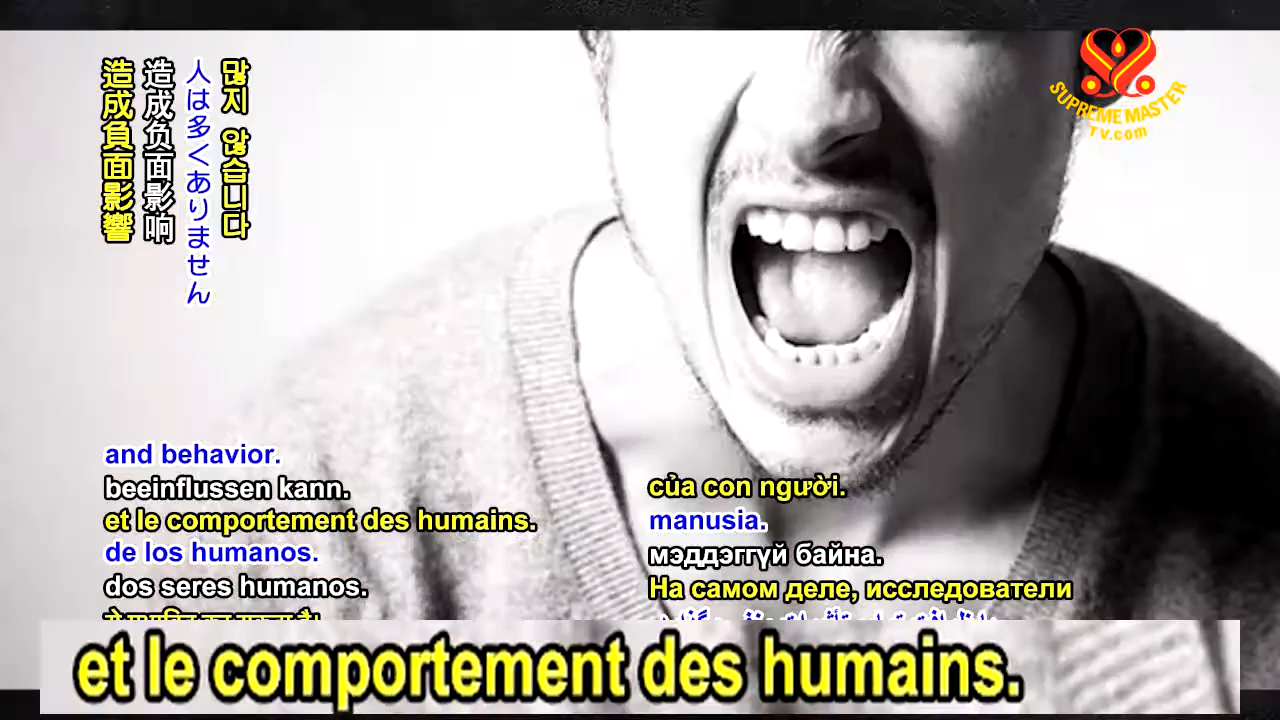 많지 않습니다
人は多くありません
造成负面影响
造成負面影響
SUPREME MASTER
TV.com
and behavior.
beeinflussen kann.
et le comportement des humains.
de los humanos.
dos seres humanos.
của con người.
manusia.
мэддэггүй байна.
На самом деле, исследователи
et le comportement des humains.